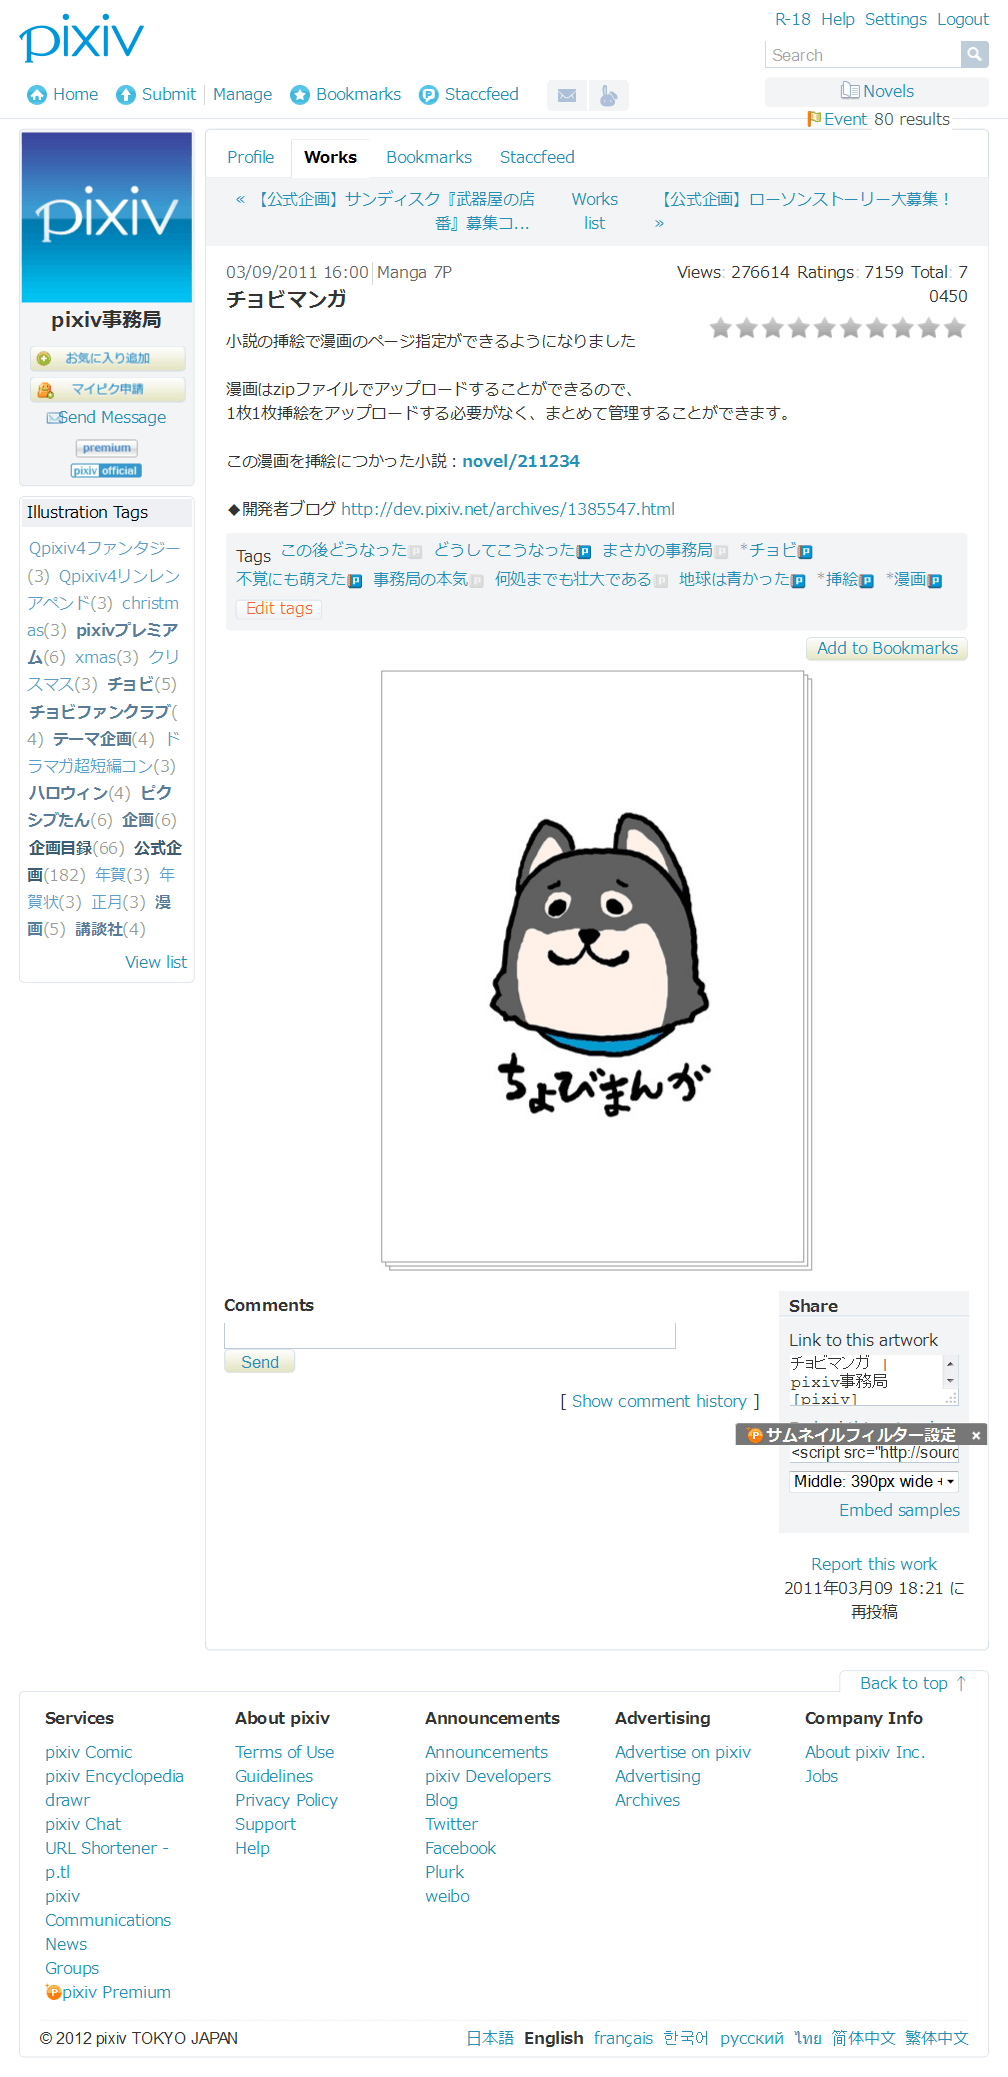 pixiv
R-18 Help Settings Logout
Search
Home Submit Manage Bookmarks Staccfeed
Novels
Event 80 results
pixiv
pixiv事務局
お気に入り追加
マイピク申請
Send Message
premium
pixiv official
Illustration Tags
Qpixiv4ファンタジー
(3) Qpixiv4リンレン
アペンド(3) christm
as(3) pixivプレミア
ム(6) xmas(3) クリ
スマス(3) チョビ(5)
チョビファンクラブ(
4) テーマ企画(4) ド
ラマガ超短編コン(3)
ハロウィン(4) ピク
シブたん(6) 企画(6)
企画目録(66) 公式企
画(182) 年賀(3) 年
賀状(3) 正月(3) 漫
画(5) 講談社(4)
View list
Profile Works Bookmarks Staccfeed
« 【公式企画】サンディスク『武器屋の店
番』募集コ...
Works
list
【公式企画】ローソンストーリー大募集！
»
03/09/2011 16:00 Manga 7P
Views: 276614 Ratings: 7159 Total: 7
0450
チョビマンガ
小説の挿絵で漫画のページ指定ができるようになりました
漫画はzipファイルでアップロードすることができるので、
1枚1枚挿絵をアップロードする必要がなく、まとめて管理することができます。
この漫画を挿絵につかった小説：novel/211234
◆開発者ブログ http://dev.pixiv.net/archives/1385547.html
Tags この後どうなった どうしてこうなった まさかの事務局 *チョビ
不覚にも萌えた 事務局の本気 何処までも壮大である 地球は青かった *挿絵 *漫画
Edit tags
Add to Bookmarks
ちょびまんが
Comments
Send
[ Show comment history ]
Share
Link to this artwork
チョビマンガ |
pixiv事務局
[pixiv]
サムネイルフィルター設定 ×
<script src="http://sourc
Middle: 390px wide +
Embed samples
Report this work
2011年03月09 18:21 に
再投稿
Back to top ↑
Services
pixiv Comic
pixiv Encyclopedia
drawr
pixiv Chat
URL Shortener -
p.tl
pixiv
Communications
News
Groups
pixiv Premium
About pixiv
Terms of Use
Guidelines
Privacy Policy
Support
Help
Announcements
Announcements
pixiv Developers
Blog
Twitter
Facebook
Plurk
weibo
Advertising
Advertise on pixiv
Advertising
Archives
Company Info
About pixiv Inc.
Jobs
© 2012 pixiv TOKYO JAPAN
日本語 English français 한국어 русский ไทย 简体中文 繁体中文